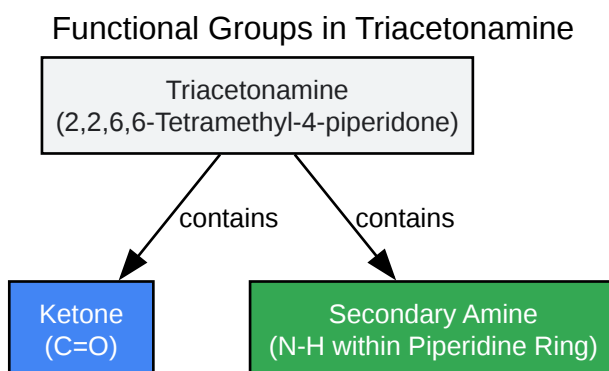 Functional Groups in Triacetonamine
Triacetonamine
(2,2,6,6-Tetramethyl-4-piperidone)
contains
contains
Ketone
(C=O)
Secondary Amine
(N-H within Piperidine Ring)